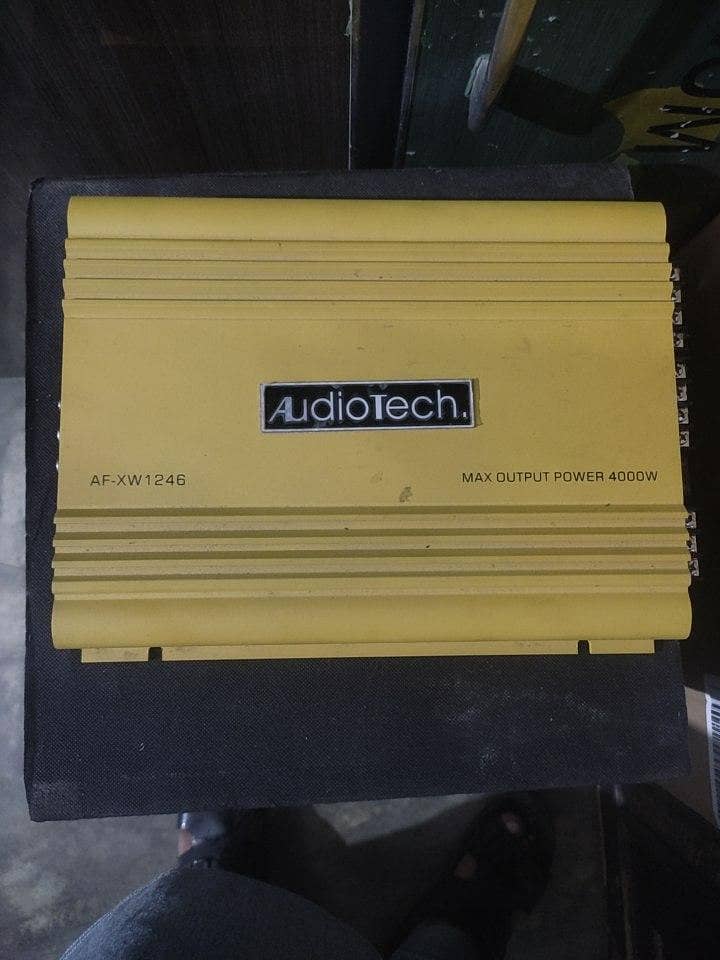 AudioTech.
AF-XW1246
MAX OUTPUT POWER 4000W